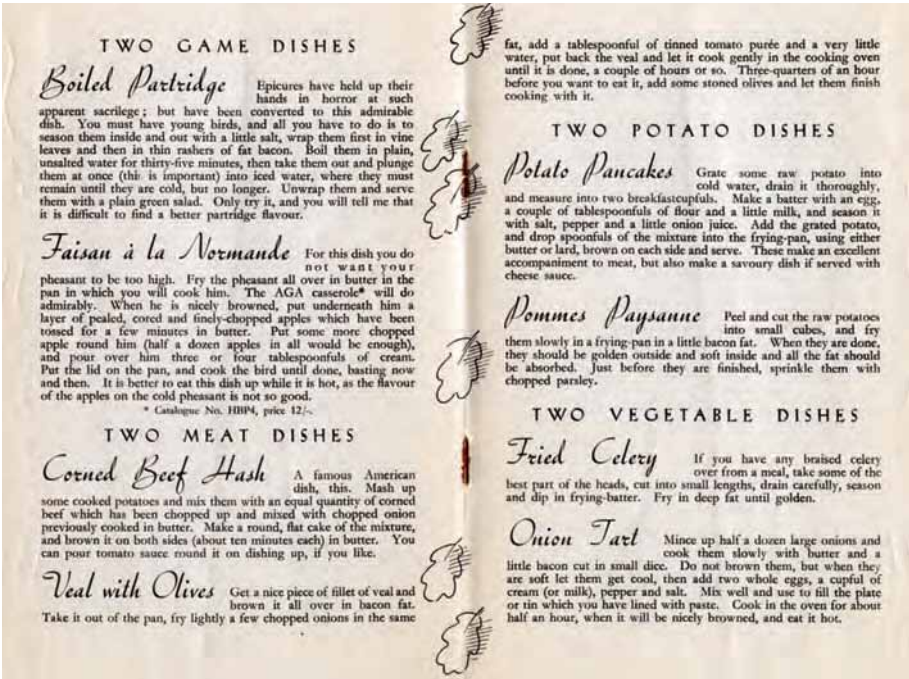 TWO GAME DISHES
Boiled Partridge Epicures have held up their
hands in horror at such
apparent sacrilege; but have been converted to this admirable
dish. You must have young birds, and all you have to do is to
season them inside and out with a little salt, wrap them first in vine
leaves and then in thin rashers of fat bacon. Boil them in plain,
unsalted water for thirty-five minutes, then take them out and plunge
them at once (this is important) into iced water, where they must
remain until they are cold, but no longer. Unwrap them and serve
them with a plain green salad. Only try it, and you will tell me that
it is difficult to find a better partridge flavour.
Faisan à la Normande For this dish you do
not want your
pheasant to be too high. Fry the pheasant all over in butter in the
pan in which you will cook him. The AGA casserole* will do
admirably. When he is nicely browned, put underneath him a
layer of pealed, cored and finely-chopped apples which have been
tossed for a few minutes in butter. Put some more chopped
apple round him (half a dozen apples in all would be enough),
and pour over him three or four tablespoonfuls of cream.
Put the lid on the pan, and cook the bird until done, basting now
and then. It is better to eat this dish up while it is hot, as the flavour
of the apples on the cold pheasant is not so good.
* Catalogue No. HBP4, price 12/-.
TWO MEAT DISHES
Corned Beef Hash A famous American
dish, this. Mash up
some cooked potatoes and mix them with an equal quantity of corned
beef which has been chopped up and mixed with chopped onion
previously cooked in butter. Make a round, flat cake of the mixture,
and brown it on both sides (about ten minutes each) in butter. You
can pour tomato sauce round it on dishing up, if you like.
Veal with Olives Get a nice piece of fillet of veal and
brown it all over in bacon fat.
Take it out of the pan, fry lightly a few chopped onions in the same
fat, add a tablespoonful of tinned tomato purée and a very little
water, put back the veal and let it cook gently in the cooking oven
until it is done, a couple of hours or so. Three-quarters of an hour
before you want to eat it, add some stoned olives and let them finish
cooking with it.
TWO POTATO DISHES
Potato Pancakes Grate some raw potato into
cold water, drain it thoroughly,
and measure into two breakfastcupfuls. Make a batter with an egg,
a couple of tablespoonfuls of flour and a little milk, and season it
with salt, pepper and a little onion juice. Add the grated potato,
and drop spoonfuls of the mixture into the frying-pan, using either
butter or lard, brown on each side and serve. These make an excellent
accompaniment to meat, but also make a savoury dish if served with
cheese sauce.
Pommes Paysanne Peel and cut the raw potatoes
into small cubes, and fry
them slowly in a frying-pan in a little bacon fat. When they are done,
they should be golden outside and soft inside and all the fat should
be absorbed. Just before they are finished, sprinkle them with
chopped parsley.
TWO VEGETABLE DISHES
Fried Celery If you have any braised celery
over from a meal, take some of the
best part of the heads, cut into small lengths, drain carefully, season
and dip in frying-batter. Fry in deep fat until golden.
Onion Tart Mince up half a dozen large onions and
cook them slowly with butter and a
little bacon cut in small dice. Do not brown them, but when they
are soft let them get cool, then add two whole eggs, a cupful of
cream (or milk), pepper and salt. Mix well and use to fill the plate
or tin which you have lined with paste. Cook in the oven for about
half an hour, when it will be nicely browned, and eat it hot.